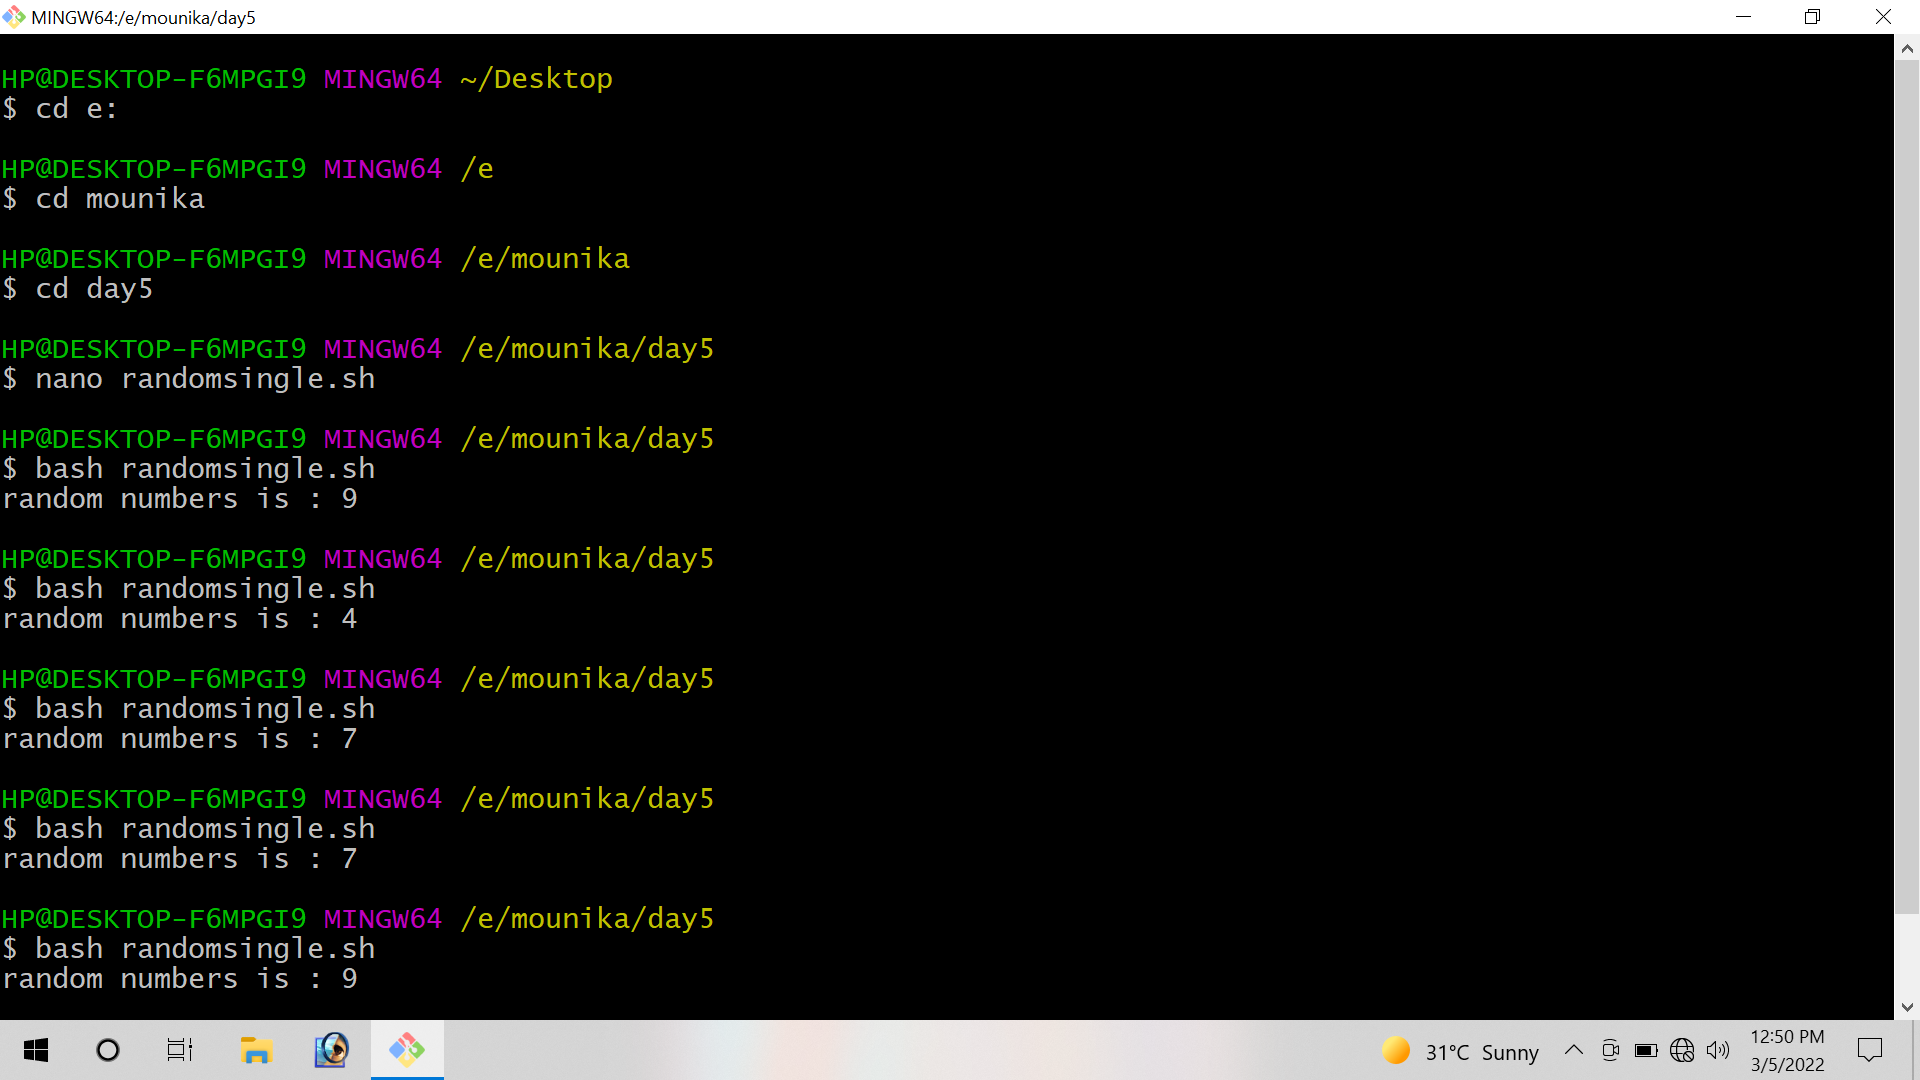 MINGW64:/e/mounika/day5
HP@DESKTOP-F6MPGI9 MINGW64 ~/Desktop
$ cd e:
HP@DESKTOP-F6MPGI9 MINGW64 /e
$ cd mounika
HP@DESKTOP-F6MPGI9 MINGW64 /e/mounika
$ cd day5
HP@DESKTOP-F6MPGI9 MINGW64 /e/mounika/day5
$ nano randomsingle.sh
HP@DESKTOP-F6MPGI9 MINGW64 /e/mounika/day5
$ bash randomsingle.sh
random numbers is : 9
HP@DESKTOP-F6MPGI9 MINGW64 /e/mounika/day5
$ bash randomsingle.sh
random numbers is : 4
HP@DESKTOP-F6MPGI9 MINGW64 /e/mounika/day5
$ bash randomsingle.sh
random numbers is : 7
HP@DESKTOP-F6MPGI9 MINGW64 /e/mounika/day5
$ bash randomsingle.sh
random numbers is : 7
HP@DESKTOP-F6MPGI9 MINGW64 /e/mounika/day5
$ bash randomsingle.sh
random numbers is : 9
31°C Sunny
12:50 PM
3/5/2022